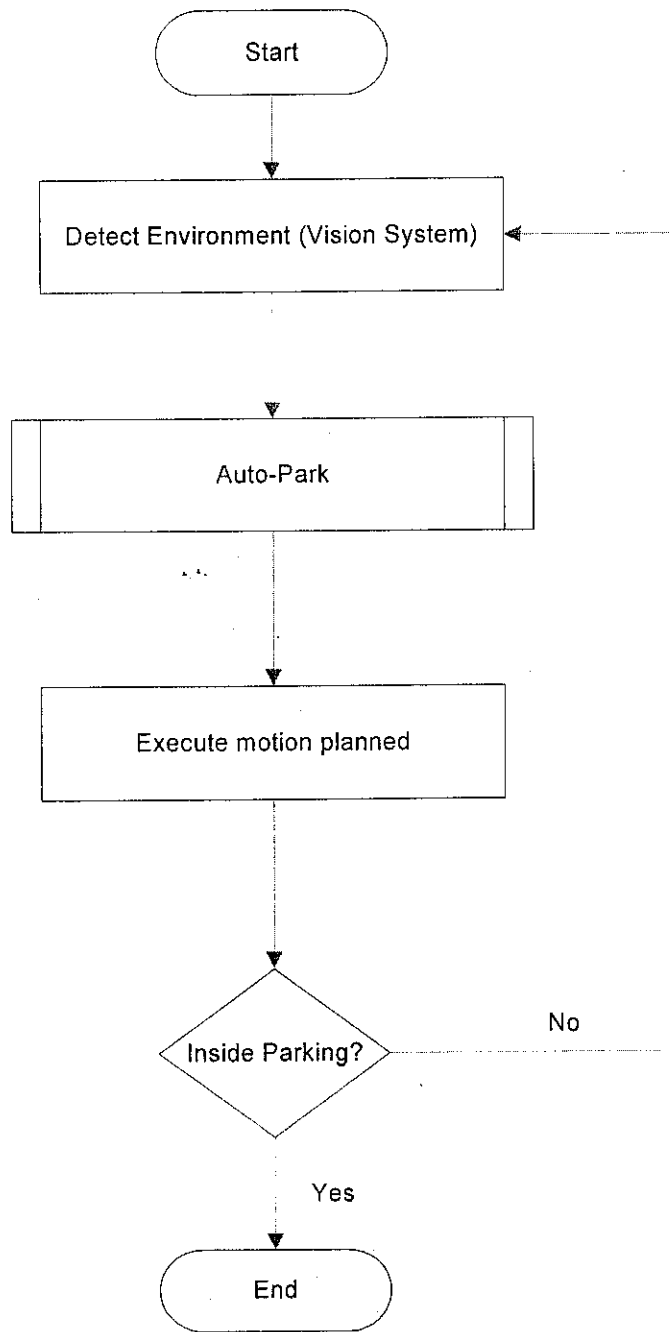 Start
Detect Environment (Vision System)
Auto-Park
Execute motion planned
Inside Parking?
No
Yes
End